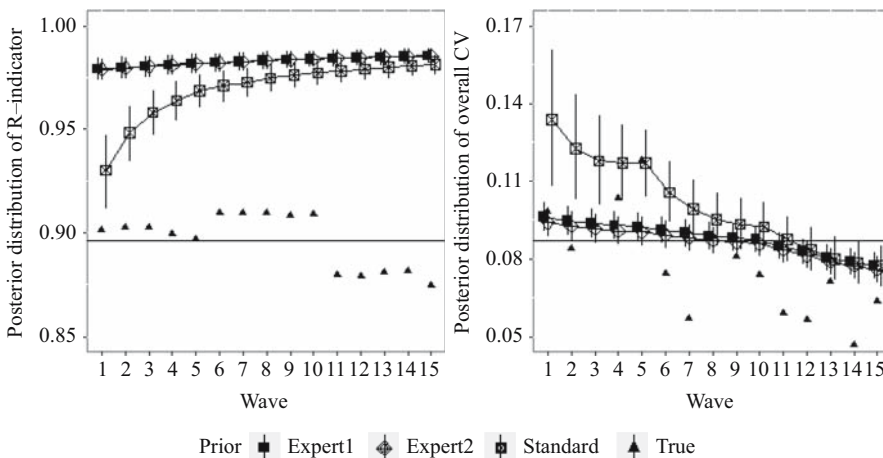 Posterior distribution of R–indicator
1.00
0.95
0.90
0.85
1 2 3 4 5 6 7 8 9 10 11 12 13 14 15
Wave
Posterior distribution of overall CV
0.17
0.14
0.11
0.08
0.05
1 2 3 4 5 6 7 8 9 10 11 12 13 14 15
Wave
Prior Expert1 Expert2 Standard True